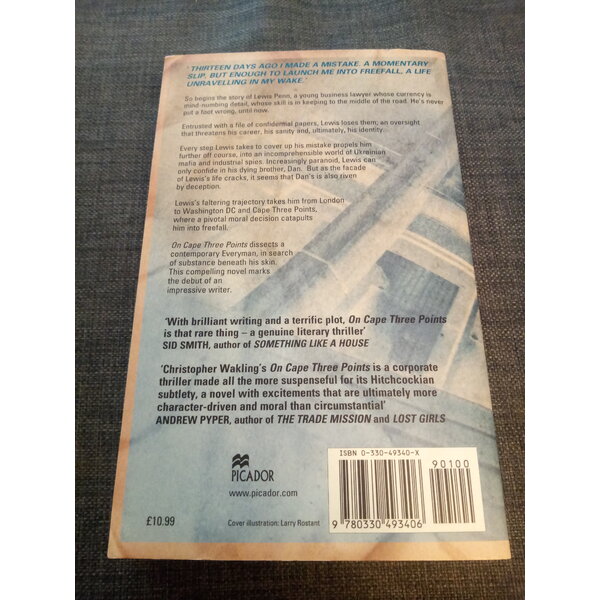 'THIRTEEN DAYS AGO I MADE A MISTAKE. A MOMENTARY
SLIP, BUT ENOUGH TO LAUNCH ME INTO FREEFALL, A LIFE
UNRAVELLING IN MY WAKE.'
So begins the story of Lewis Penn, a young business lawyer whose currency is
mind-numbing detail, whose skill is in keeping to the middle of the road. He's never
put a foot wrong, until now.
Entrusted with a file of confidential papers, Lewis loses them; an oversight
that threatens his career, his sanity and, ultimately, his identity.
Every step Lewis takes to cover up his mistake propels him
further off course, into an incomprehensible world of Ukrainian
mafia and industrial spies. Increasingly paranoid, Lewis can
only confide in his dying brother, Dan. But as the facade
of Lewis's life cracks, it seems that Dan's is also riven
by deception.
Lewis's faltering trajectory takes him from London
to Washington DC and Cape Three Points,
where a pivotal moral decision catapults
him into freefall.
On Cape Three Points dissects a
contemporary Everyman, in search
of substance beneath his skin.
This compelling novel marks
the debut of an
impressive writer.
'With brilliant writing and a terrific plot, On Cape Three Points
is that rare thing – a genuine literary thriller'
SID SMITH, author of SOMETHING LIKE A HOUSE
'Christopher Wakling's On Cape Three Points is a corporate
thriller made all the more suspenseful for its Hitchcockian
subtlety, a novel with excitements that are ultimately more
character-driven and moral than circumstantial'
ANDREW PYPER, author of THE TRADE MISSION and LOST GIRLS
PICADOR
www.picador.com
£10.99
Cover illustration: Larry Rostant
ISBN 0-330-49340-X
90100
9 780330 493406